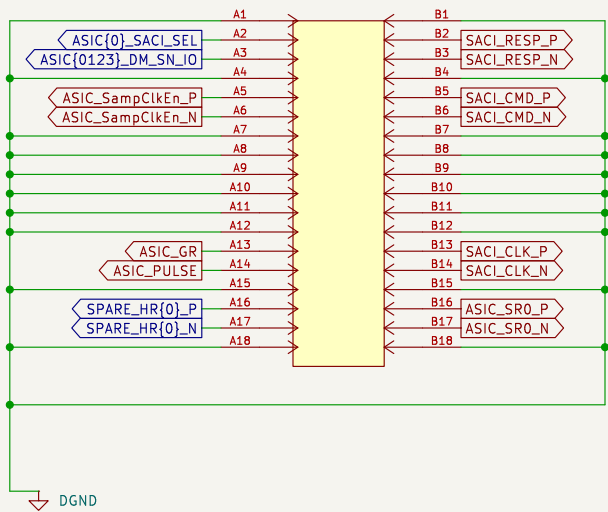 A1 B1
ASIC{0}_SACI_SEL A2 B2 SACI_RESP_P
ASIC{0123}_DM_SN_IO A3 B3 SACI_RESP_N
A4 B4
ASIC_SampClkEn_P A5 B5 SACI_CMD_P
ASIC_SampClkEn_N A6 B6 SACI_CMD_N
A7 B7
A8 B8
A9 B9
A10 B10
A11 B11
A12 B12
ASIC_GR A13 B13 SACI_CLK_P
ASIC_PULSE A14 B14 SACI_CLK_N
A15 B15
SPARE_HR{0}_P A16 B16 ASIC_SR0_P
SPARE_HR{0}_N A17 B17 ASIC_SR0_N
A18 B18
DGND